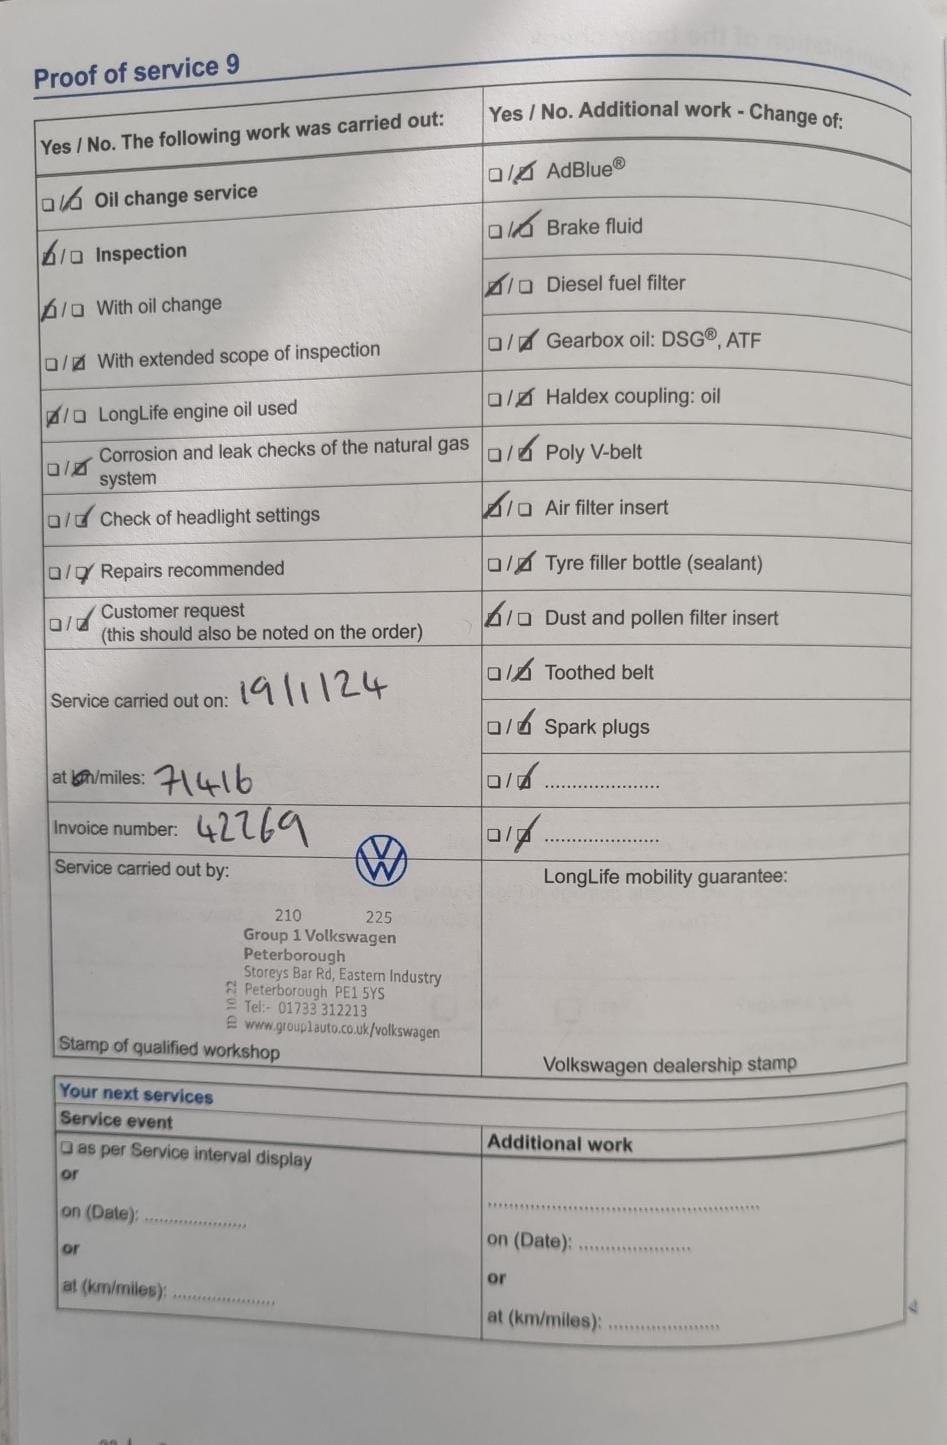 Proof of service 9
Yes / No. The following work was carried out:
☐/☑ Oil change service
☑/☐ Inspection
☑/☐ With oil change
☐/☑ With extended scope of inspection
☑/☐ LongLife engine oil used
☐/☑ Corrosion and leak checks of the natural gas
system
☐/☑ Check of headlight settings
☐/☑ Repairs recommended
☐/☑ Customer request
(this should also be noted on the order)
Service carried out on: 19/1/24
at km/miles: 71416
Invoice number: 42269
Service carried out by:
210 225
Group 1 Volkswagen
Peterborough
Storeys Bar Rd, Eastern Industry
Peterborough PE1 5YS
Tel:- 01733 312213
www.group1auto.co.uk/volkswagen
ID 10 22
Stamp of qualified workshop
Yes / No. Additional work - Change of:
☐/☑ AdBlue®
☐/☑ Brake fluid
☑/☐ Diesel fuel filter
☐/☑ Gearbox oil: DSG®, ATF
☐/☑ Haldex coupling: oil
☐/☑ Poly V-belt
☑/☐ Air filter insert
☐/☑ Tyre filler bottle (sealant)
☑/☐ Dust and pollen filter insert
☐/☑ Toothed belt
☐/☑ Spark plugs
☐/☑ .....................
☐/☑ .....................
LongLife mobility guarantee:
Volkswagen dealership stamp
Your next services
Service event
☐ as per Service interval display
or
on (Date): ...................
or
at (km/miles): ...................
Additional work
..................................................
on (Date): .....................
or
at (km/miles): .....................